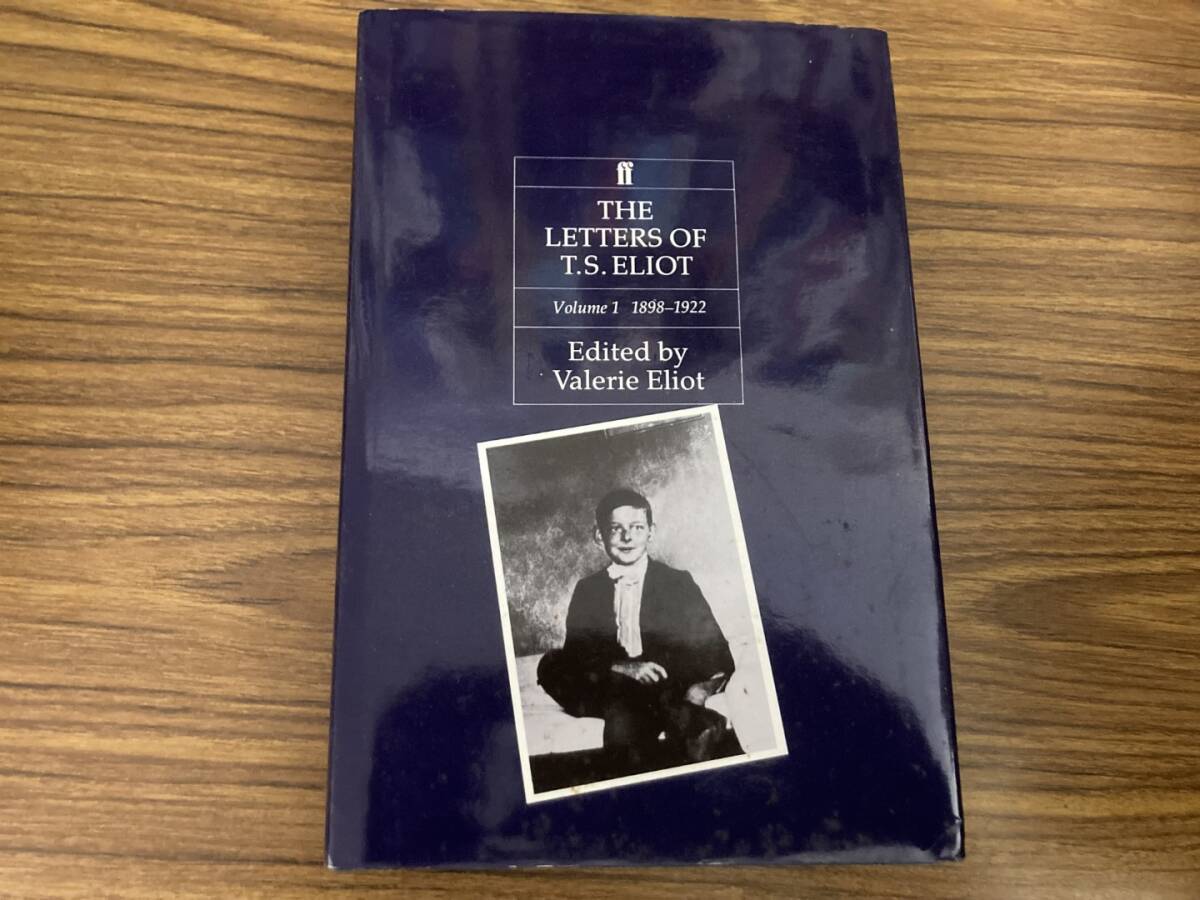 ff
THE
LETTERS OF
T.S. ELIOT
Volume 1 1898–1922
Edited by
Valerie Eliot